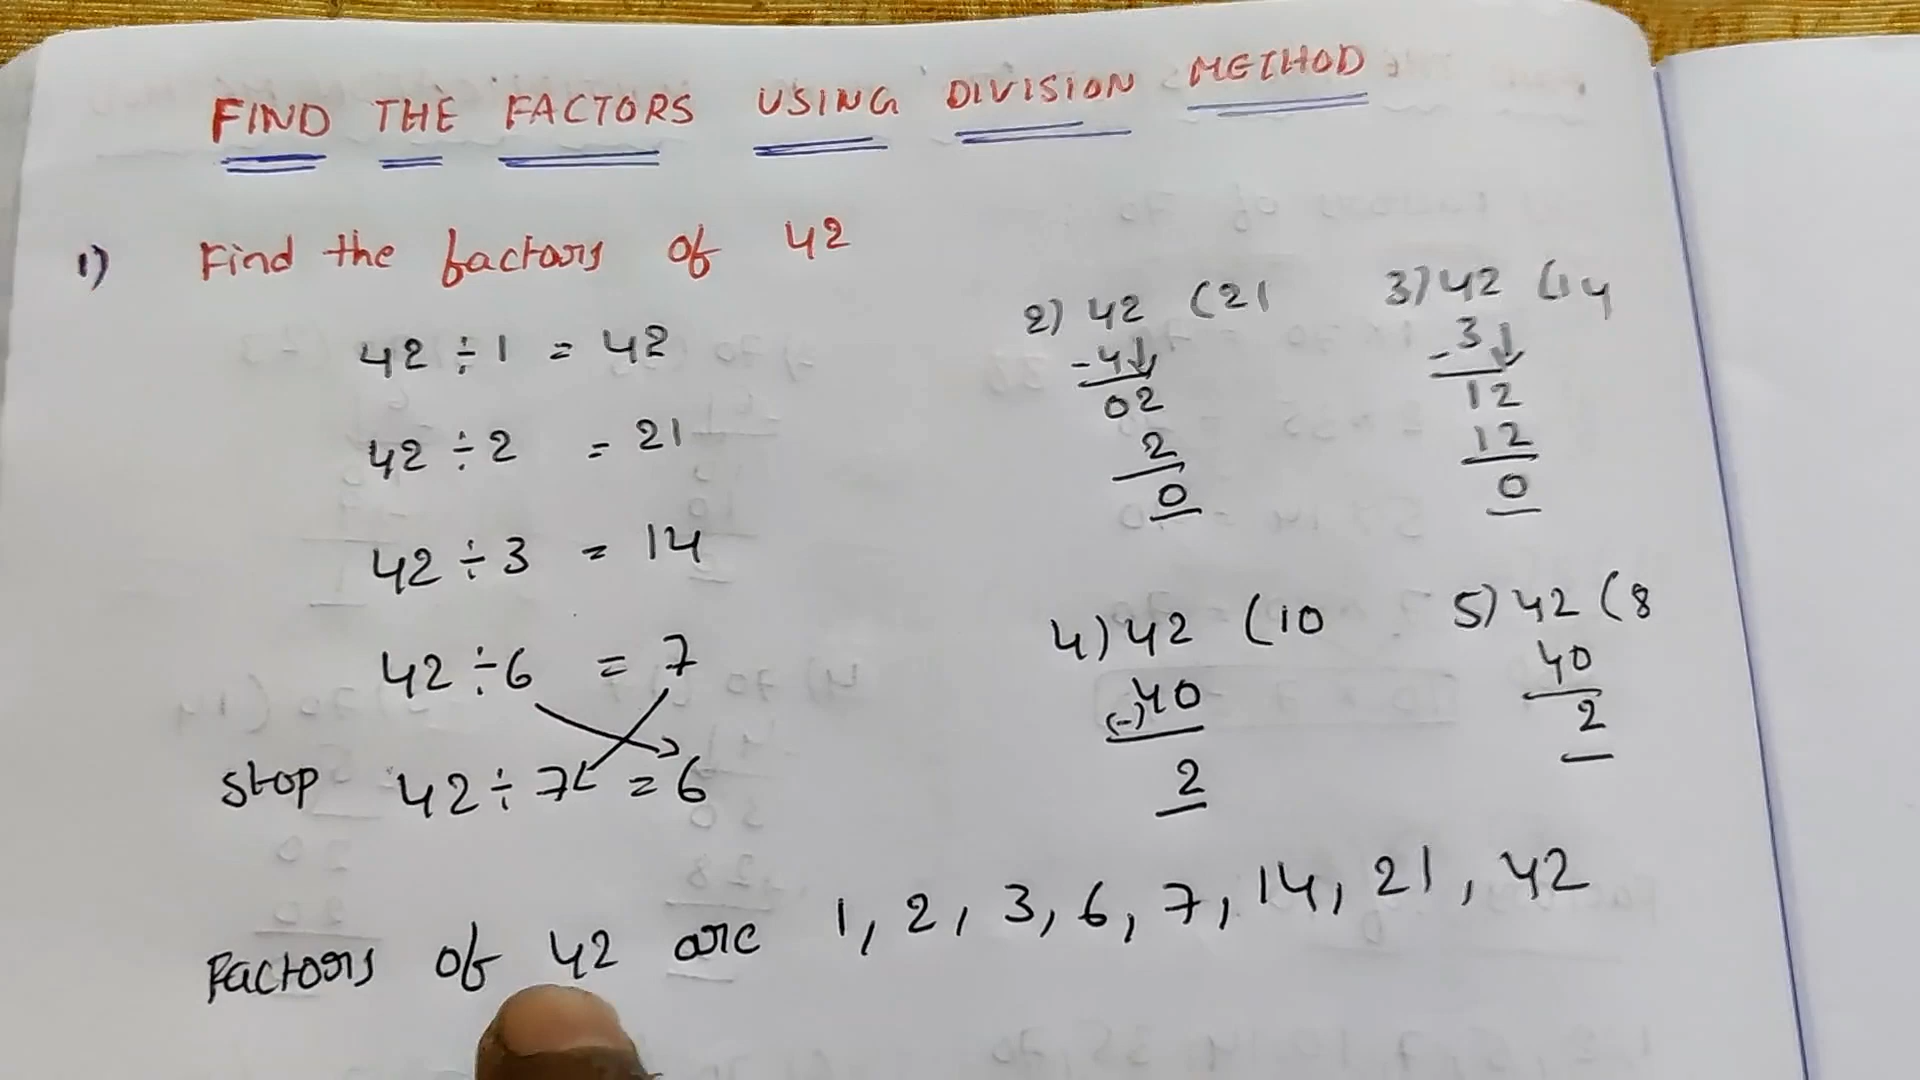 FIND THE FACTORS USING DIVISION METHOD
1) Find the factors of 42
42 ÷ 1 = 42
42 ÷ 2 = 21
42 ÷ 3 = 14
42 ÷ 6 = 7
stop 42 ÷ 7 = 6
2) 42 (21
-4↓
02
2
0
3) 42 (14
-3↓
12
12
0
4) 42 (10
(-) 40
2
5) 42 (8
40
2
Factors of 42 are 1, 2, 3, 6, 7, 14, 21, 42